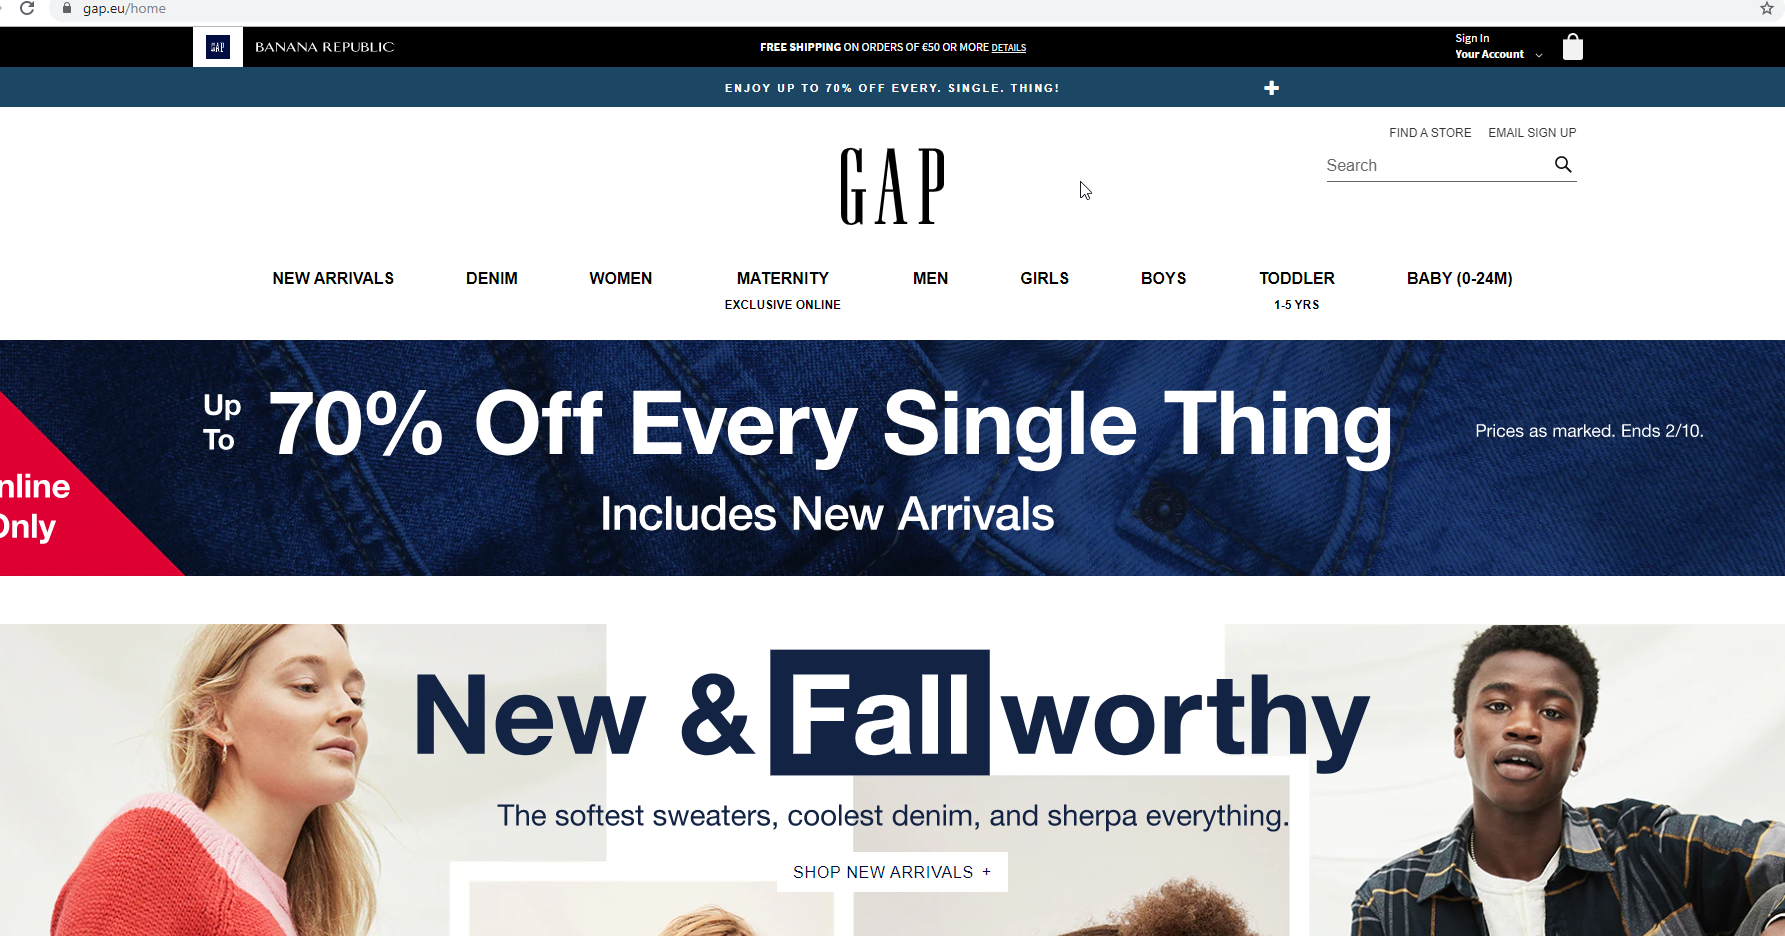 gap.eu/home
GAP
BANANA REPUBLIC
FREE SHIPPING ON ORDERS OF €50 OR MORE DETAILS
Sign In
Your Account
ENJOY UP TO 70% OFF EVERY. SINGLE. THING!
FIND A STORE EMAIL SIGN UP
Search
GAP
NEW ARRIVALS DENIM WOMEN MATERNITY MEN GIRLS BOYS TODDLER BABY (0-24M)
EXCLUSIVE ONLINE 1-5 YRS
Up
To
70% Off Every Single Thing
Prices as marked. Ends 2/10.
nline
Only
Includes New Arrivals
New & Fall worthy
The softest sweaters, coolest denim, and sherpa everything.
SHOP NEW ARRIVALS +